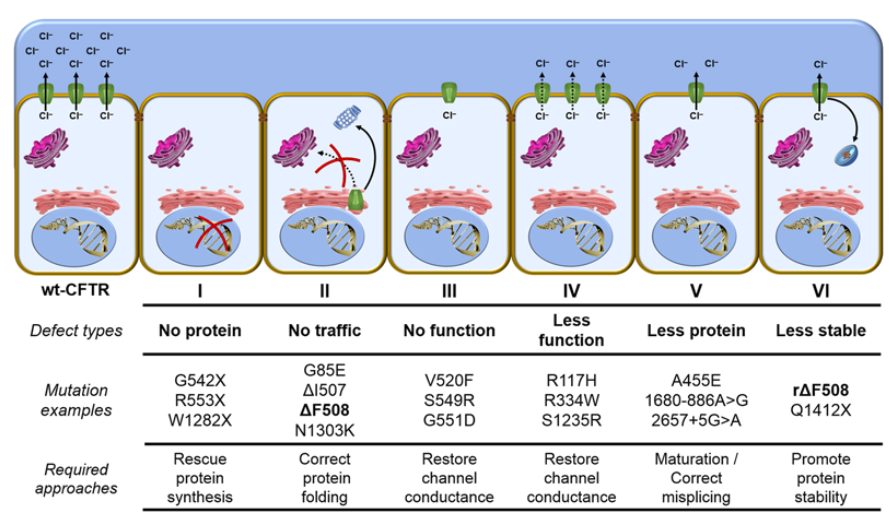 Cl⁻ Cl⁻ Cl⁻
Cl⁻ Cl⁻ Cl⁻ Cl⁻
Cl⁻ Cl⁻ Cl⁻
Cl⁻ Cl⁻ Cl⁻
Cl⁻
Cl⁻ Cl⁻ Cl⁻
Cl⁻ Cl⁻ Cl⁻
Cl⁻ Cl⁻
Cl⁻
Cl⁻
Cl⁻
wt-CFTR I II III IV V VI
Defect types No protein No traffic No function Less function Less protein Less stable
Mutation examples
G542X
R553X
W1282X
G85E
ΔI507
ΔF508
N1303K
V520F
S549R
G551D
R117H
R334W
S1235R
A455E
1680-886A>G
2657+5G>A
rΔF508
Q1412X
Required approaches
Rescue
protein
synthesis
Correct
protein
folding
Restore
channel
conductance
Restore
channel
conductance
Maturation /
Correct
misplicing
Promote
protein
stability